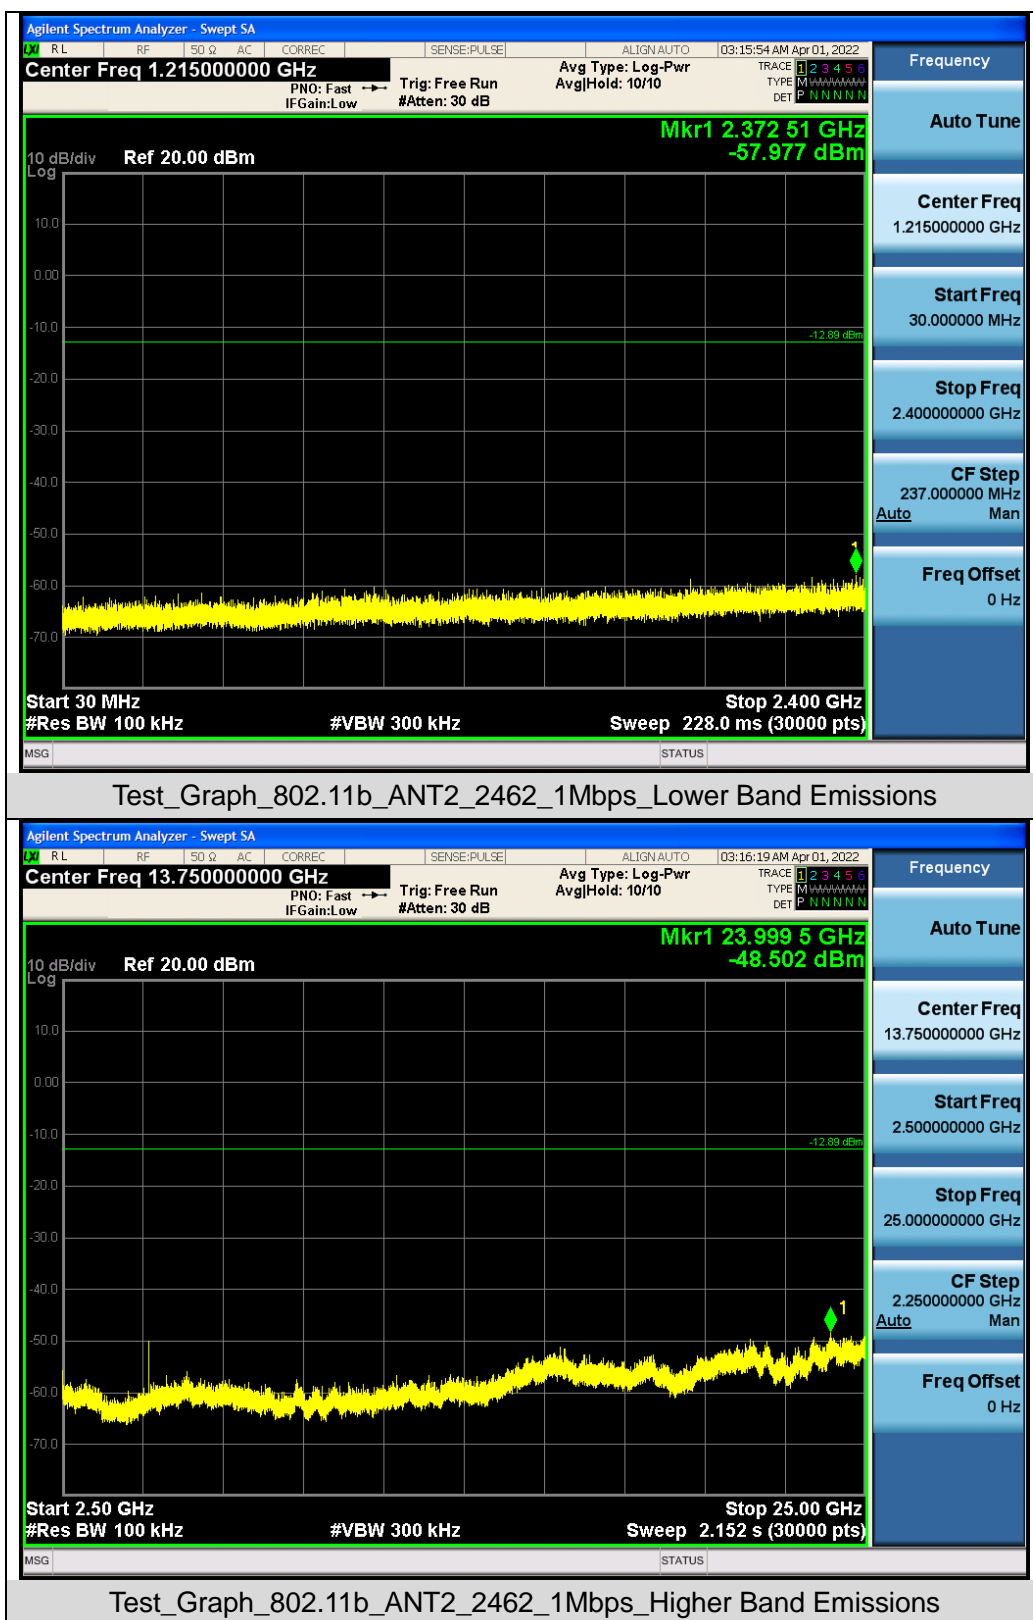 Agilent Spectrum Analyzer - Swept SA
LXI RL RF 50 Ω AC CORREC SENSE:PULSE ALIGN AUTO 03:15:54 AM Apr 01, 2022
Center Freq 1.215000000 GHz
PNO: Fast
IFGain:Low
Trig: Free Run
#Atten: 30 dB
Avg Type: Log-Pwr
Avg|Hold: 10/10
TRACE 1 2 3 4 5 6
TYPE M W W W W W
DET P N N N N N
Mkr1 2.372 51 GHz
-57.977 dBm
10 dB/div Ref 20.00 dBm
Log
10.0
0.00
-10.0
-12.89 dBm
-20.0
-30.0
-40.0
-50.0
1
-60.0
-70.0
Start 30 MHz Stop 2.400 GHz
#Res BW 100 kHz #VBW 300 kHz Sweep 228.0 ms (30000 pts)
MSG STATUS
Frequency
Auto Tune
Center Freq
1.215000000 GHz
Start Freq
30.000000 MHz
Stop Freq
2.400000000 GHz
CF Step
237.000000 MHz
Auto Man
Freq Offset
0 Hz
Test_Graph_802.11b_ANT2_2462_1Mbps_Lower Band Emissions
Agilent Spectrum Analyzer - Swept SA
LXI RL RF 50 Ω AC CORREC SENSE:PULSE ALIGN AUTO 03:16:19 AM Apr 01, 2022
Center Freq 13.750000000 GHz
PNO: Fast
IFGain:Low
Trig: Free Run
#Atten: 30 dB
Avg Type: Log-Pwr
Avg|Hold: 10/10
TRACE 1 2 3 4 5 6
TYPE M W W W W W
DET P N N N N N
Mkr1 23.999 5 GHz
-48.502 dBm
10 dB/div Ref 20.00 dBm
Log
10.0
0.00
-10.0
-12.89 dBm
-20.0
-30.0
-40.0
1
-50.0
-60.0
-70.0
Start 2.50 GHz Stop 25.00 GHz
#Res BW 100 kHz #VBW 300 kHz Sweep 2.152 s (30000 pts)
MSG STATUS
Frequency
Auto Tune
Center Freq
13.750000000 GHz
Start Freq
2.500000000 GHz
Stop Freq
25.000000000 GHz
CF Step
2.250000000 GHz
Auto Man
Freq Offset
0 Hz
Test_Graph_802.11b_ANT2_2462_1Mbps_Higher Band Emissions